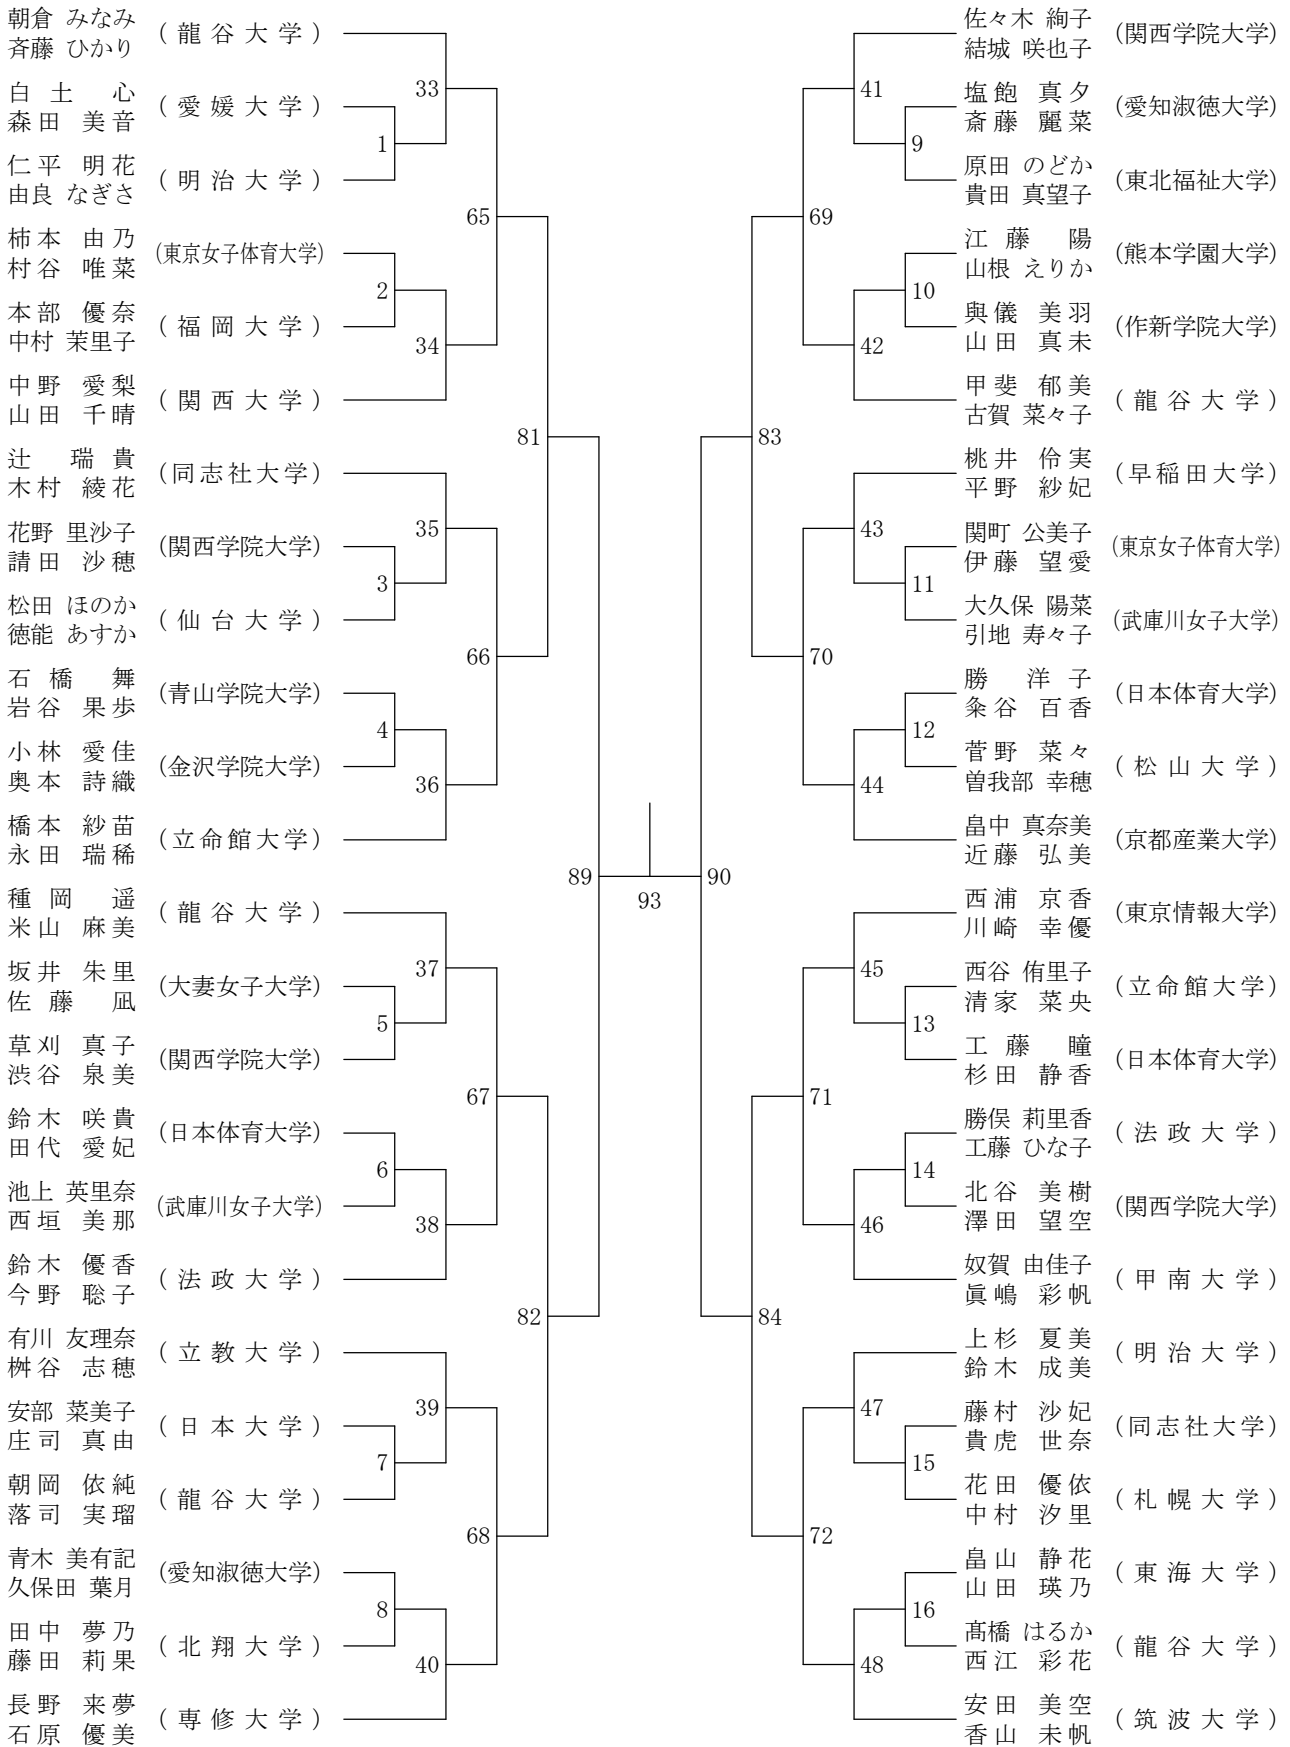 朝倉 みなみ
斉藤 ひかり
(龍谷大学)
白土 心
森田 美音
(愛媛大学)
仁平 明花
由良 なぎさ
(明治大学)
柿本 由乃
村谷 唯菜
(東京女子体育大学)
本部 優奈
中村 茉里子
(福岡大学)
中野 愛梨
山田 千晴
(関西大学)
辻 瑞貴
木村 綾花
(同志社大学)
花野 里沙子
請田 沙穂
(関西学院大学)
松田 ほのか
徳能 あすか
(仙台大学)
石橋 舞
岩谷 果歩
(青山学院大学)
小林 愛佳
奥本 詩織
(金沢学院大学)
橋本 紗苗
永田 瑞稀
(立命館大学)
種岡 遥
米山 麻美
(龍谷大学)
坂井 朱里
佐藤 凪
(大妻女子大学)
草刈 真子
渋谷 泉美
(関西学院大学)
鈴木 咲貴
田代 愛妃
(日本体育大学)
池上 英里奈
西垣 美那
(武庫川女子大学)
鈴木 優香
今野 聡子
(法政大学)
有川 友理奈
桝谷 志穂
(立教大学)
安部 菜美子
庄司 真由
(日本大学)
朝岡 依純
落司 実瑠
(龍谷大学)
青木 美有記
久保田 葉月
(愛知淑徳大学)
田中 夢乃
藤田 莉果
(北翔大学)
長野 来夢
石原 優美
(専修大学)
1
2
3
4
5
6
7
8
33
34
35
36
37
38
39
40
65
66
67
68
81
82
89
93
90
83
84
69
70
71
72
41
42
43
44
45
46
47
48
9
10
11
12
13
14
15
16
佐々木 絢子
結城 咲也子
(関西学院大学)
塩飽 真夕
斎藤 麗菜
(愛知淑徳大学)
原田 のどか
貴田 真望子
(東北福祉大学)
江藤 陽
山根 えりか
(熊本学園大学)
與儀 美羽
山田 真未
(作新学院大学)
甲斐 郁美
古賀 菜々子
(龍谷大学)
桃井 伶実
平野 紗妃
(早稲田大学)
関町 公美子
伊藤 望愛
(東京女子体育大学)
大久保 陽菜
引地 寿々子
(武庫川女子大学)
勝 洋子
粂谷 百香
(日本体育大学)
菅野 菜々
曽我部 幸穂
(松山大学)
畠中 真奈美
近藤 弘美
(京都産業大学)
西浦 京香
川崎 幸優
(東京情報大学)
西谷 侑里子
清家 菜央
(立命館大学)
工藤 瞳
杉田 静香
(日本体育大学)
勝俣 莉里香
工藤 ひな子
(法政大学)
北谷 美樹
澤田 望空
(関西学院大学)
奴賀 由佳子
眞嶋 彩帆
(甲南大学)
上杉 夏美
鈴木 成美
(明治大学)
藤村 沙妃
貴虎 世奈
(同志社大学)
花田 優依
中村 汐里
(札幌大学)
畠山 静花
山田 瑛乃
(東海大学)
髙橋 はるか
西江 彩花
(龍谷大学)
安田 美空
香山 未帆
(筑波大学)